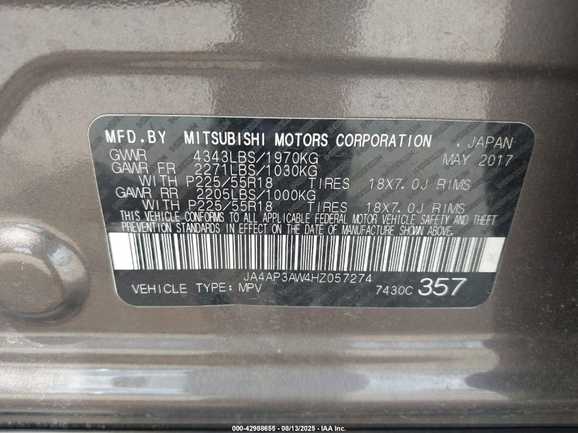 MFD.BY MITSUBISHI MOTORS CORPORATION . JAPAN
GVWR 4343LBS/1970KG MAY 2017
GAWR FR 2271LBS/1030KG
WITH P225/55R18 TIRES 18X7.0J RIMS
GAWR RR 2205LBS/1000KG
WITH P225/55R18 TIRES 18X7.0J RIMS
THIS VEHICLE CONFORMS TO ALL APPLICABLE FEDERAL MOTOR VEHICLE SAFETY AND THEFT
PREVENTION STANDARDS IN EFFECT ON THE DATE OF MANUFACTURE SHOWN ABOVE.
JA4AP3AW4HZ057274
VEHICLE TYPE: MPV 7430C 357
000-42988655 - 08/13/2025 - IAA Inc.